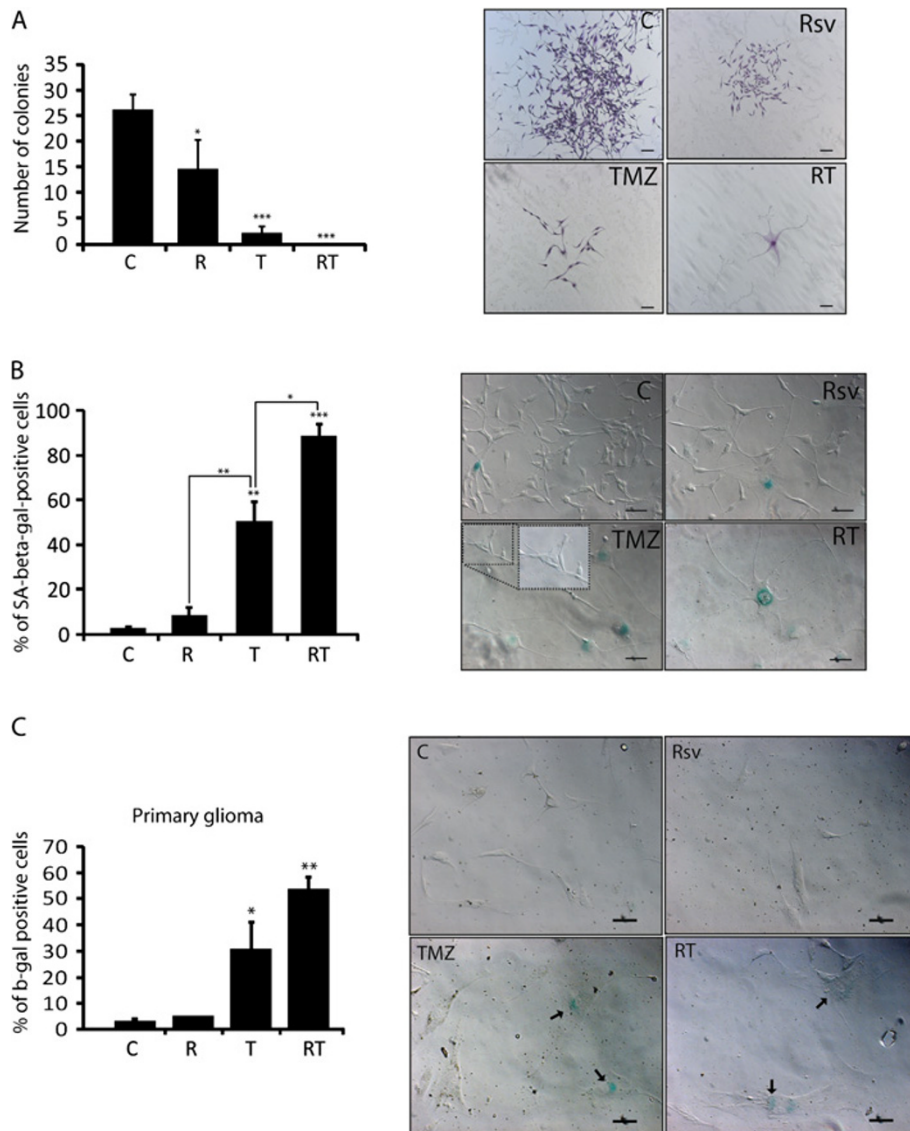 A
Number of colonies
35
30
25
20
15
10
5
0
*
***
***
C R T RT
C
Rsv
TMZ
RT
B
% of SA-beta-gal-positive cells
100
80
60
40
20
0
*
**
**
***
C R T RT
C
Rsv
TMZ
RT
C
Primary glioma
% of b-gal positive cells
70
60
50
40
30
20
10
0
*
**
C R T RT
C
Rsv
TMZ
RT